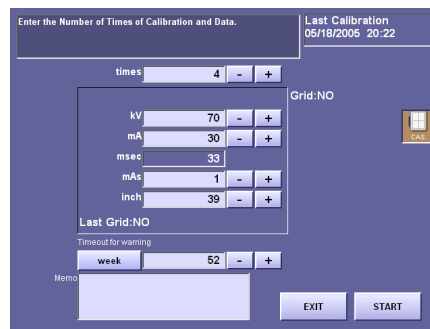 Enter the Number of Times of Calibration and Data.
Last Calibration
05/18/2005 20:22
times 4 - +
Grid:NO
kV 70 - +
mA 30 - +
CAS
msec 33
mAs 1 - +
inch 39 - +
Last Grid:NO
Timeout for warning
week 52 - +
Memo
EXIT START